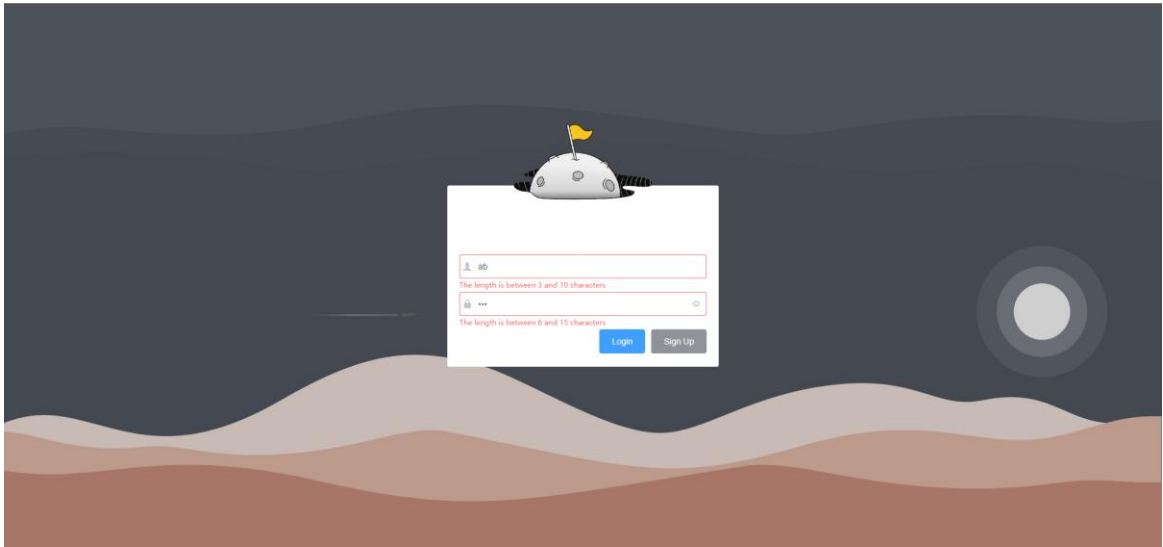 ab
The length is between 3 and 10 characters
•••
The length is between 6 and 15 characters
Login Sign Up